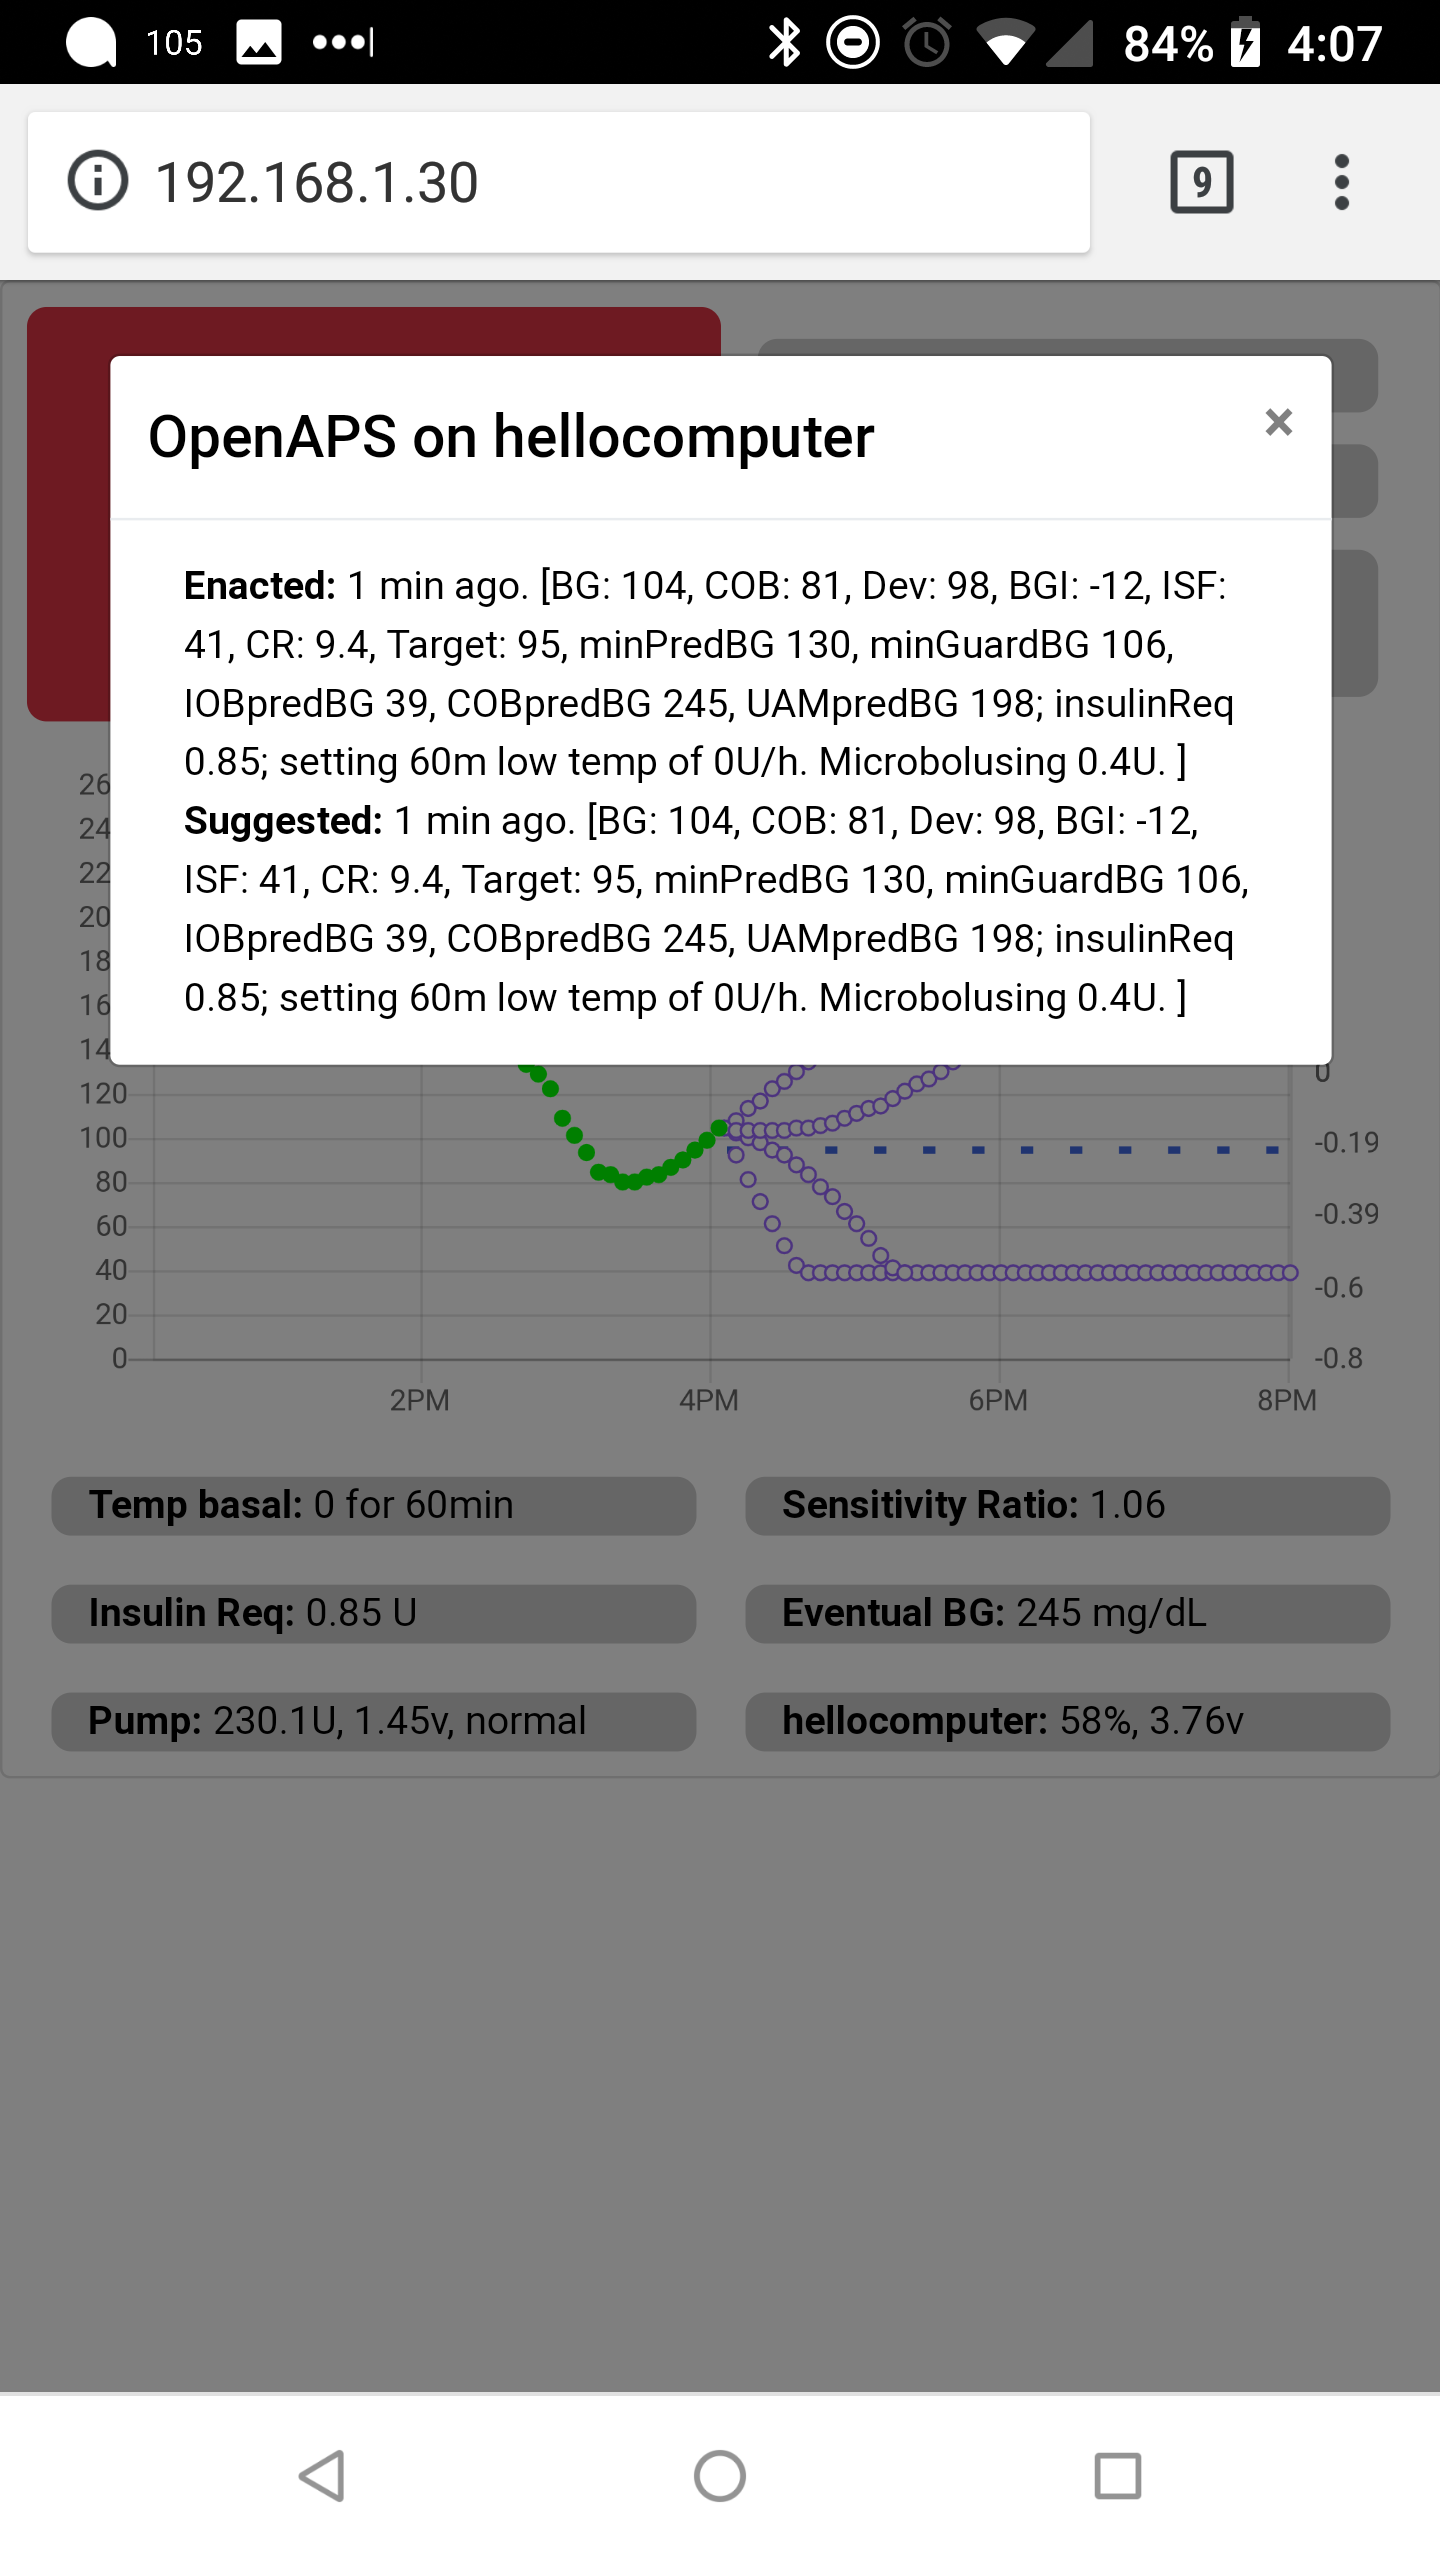 105
84% 4:07
192.168.1.30
9
OpenAPS on hellocomputer ×
Enacted: 1 min ago. [BG: 104, COB: 81, Dev: 98, BGI: -12, ISF:
41, CR: 9.4, Target: 95, minPredBG 130, minGuardBG 106,
IOBpredBG 39, COBpredBG 245, UAMpredBG 198; insulinReq
0.85; setting 60m low temp of 0U/h. Microbolusing 0.4U. ]
Suggested: 1 min ago. [BG: 104, COB: 81, Dev: 98, BGI: -12,
ISF: 41, CR: 9.4, Target: 95, minPredBG 130, minGuardBG 106,
IOBpredBG 39, COBpredBG 245, UAMpredBG 198; insulinReq
0.85; setting 60m low temp of 0U/h. Microbolusing 0.4U. ]
26
24
22
20
18
16
14
120
100
80
60
40
20
0
0
-0.19
-0.39
-0.6
-0.8
2PM 4PM 6PM 8PM
Temp basal: 0 for 60min
Sensitivity Ratio: 1.06
Insulin Req: 0.85 U
Eventual BG: 245 mg/dL
Pump: 230.1U, 1.45v, normal
hellocomputer: 58%, 3.76v